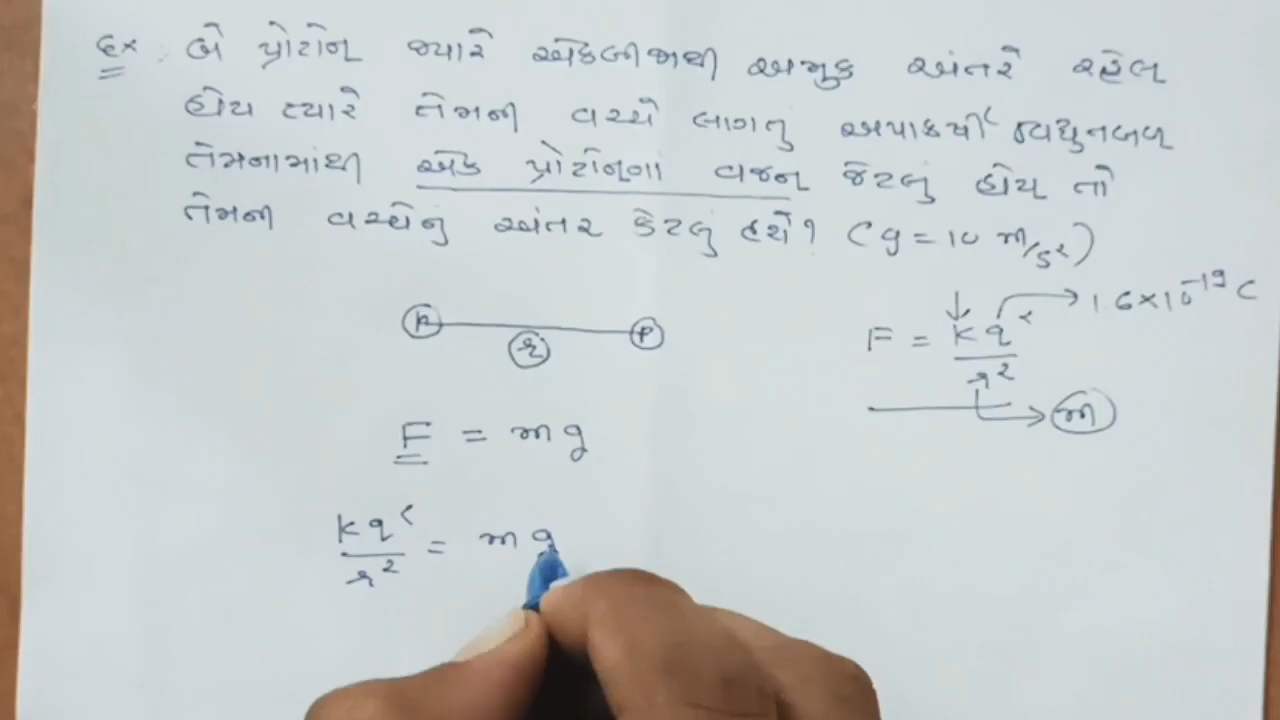 Ex : બે પ્રોટોન જ્યારે એકબીજાથી અમુક અંતરે રહેલ
હોય ત્યારે તેમની વચ્ચે લાગતુ અપાકર્ષી વિધુતબળ
તેમનામાંથી એક પ્રોટોનના વજન જેટલું હોય તો
તેમની વચ્ચેનુ અંતર કેટલું હશે? (g = 10 m/s²)
P r P
F = kq²/r² → 1.6×10⁻¹⁹ C
→ m
F = mg
kq²/r² = mg